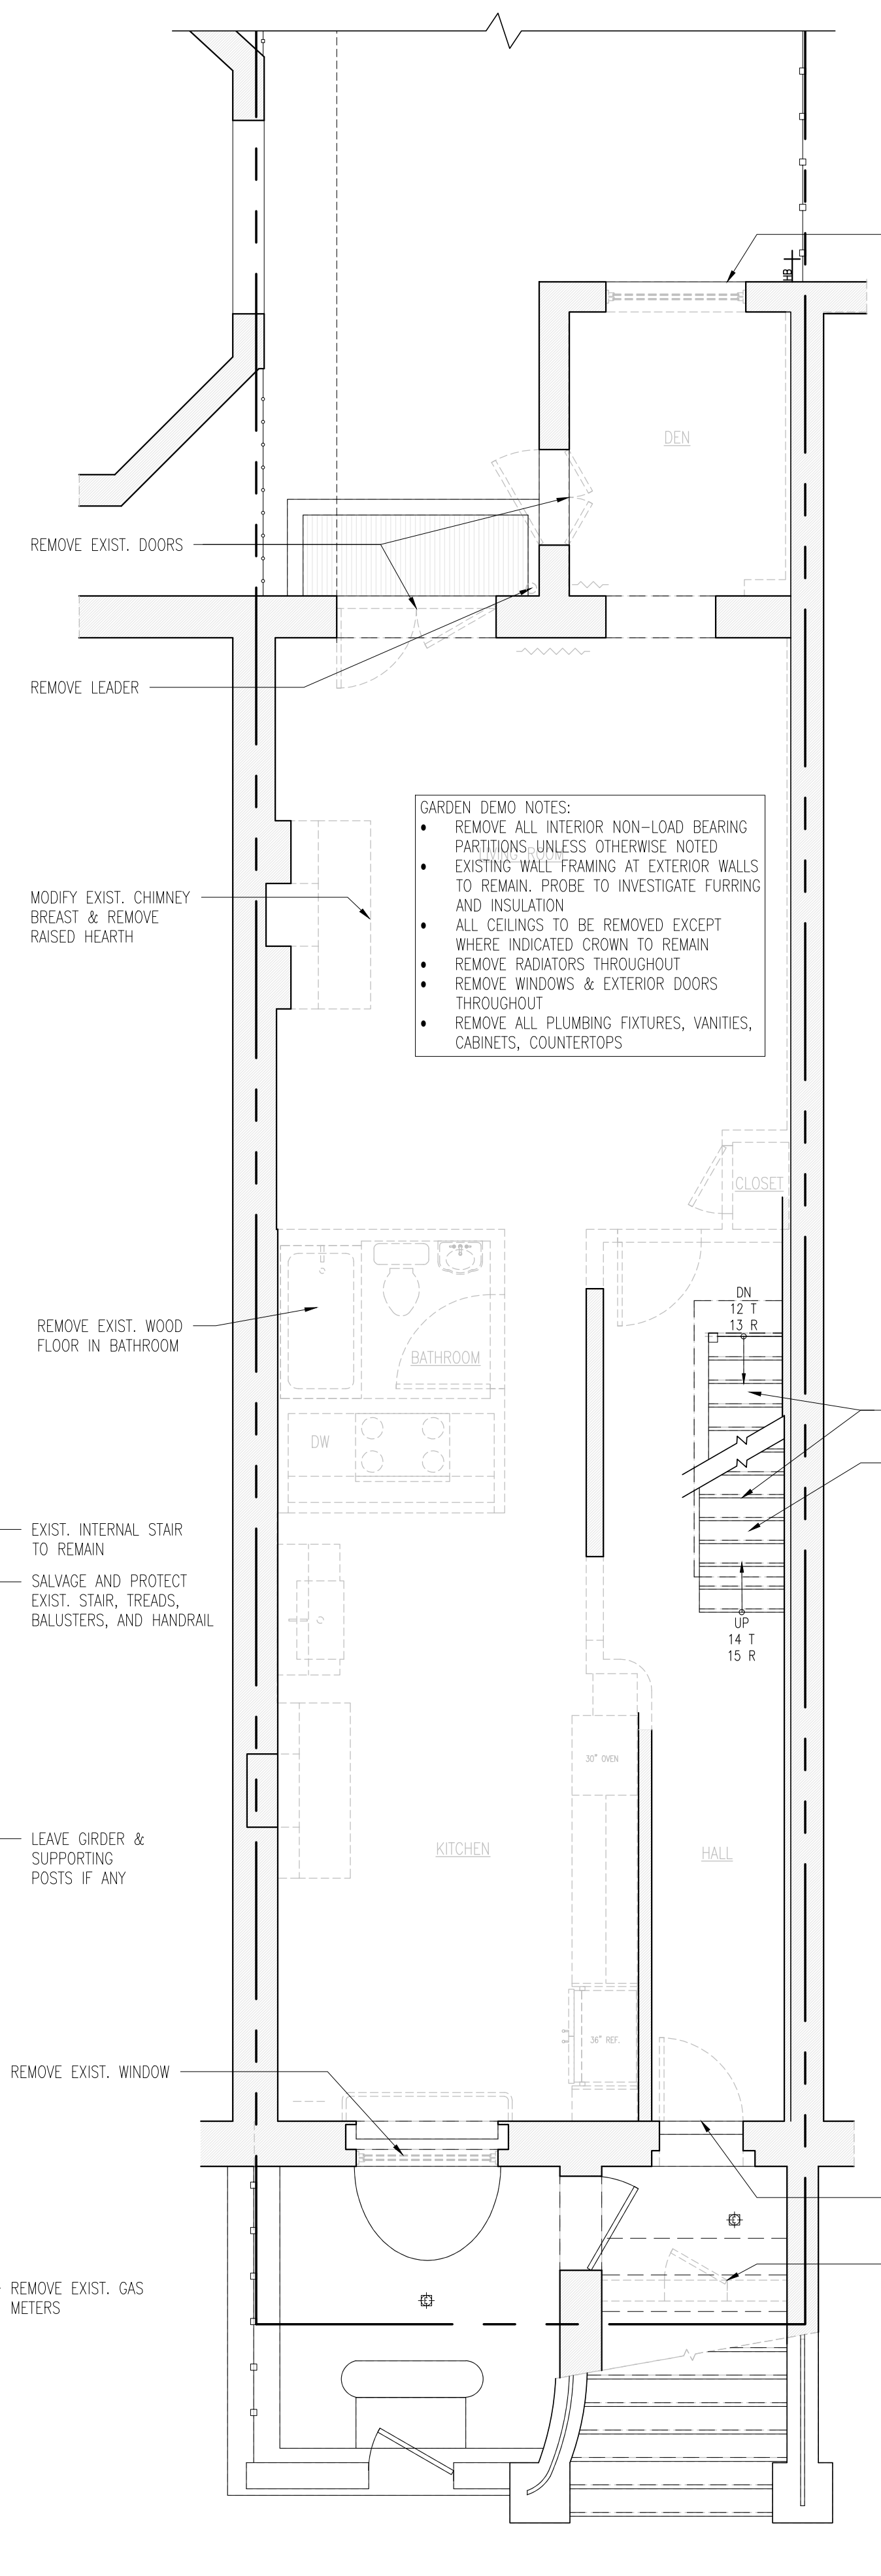 HB
DEN
REMOVE EXIST. DOORS
REMOVE LEADER
GARDEN DEMO NOTES:
• REMOVE ALL INTERIOR NON-LOAD BEARING
PARTITIONS UNLESS OTHERWISE NOTED
LIVING ROOM
• EXISTING WALL FRAMING AT EXTERIOR WALLS
TO REMAIN. PROBE TO INVESTIGATE FURRING
AND INSULATION
• ALL CEILINGS TO BE REMOVED EXCEPT
WHERE INDICATED CROWN TO REMAIN
• REMOVE RADIATORS THROUGHOUT
• REMOVE WINDOWS & EXTERIOR DOORS
THROUGHOUT
• REMOVE ALL PLUMBING FIXTURES, VANITIES,
CABINETS, COUNTERTOPS
MODIFY EXIST. CHIMNEY
BREAST & REMOVE
RAISED HEARTH
CLOSET
DN
12 T
13 R
REMOVE EXIST. WOOD
FLOOR IN BATHROOM
BATHROOM
DW
EXIST. INTERNAL STAIR
TO REMAIN
SALVAGE AND PROTECT
EXIST. STAIR, TREADS,
BALUSTERS, AND HANDRAIL
UP
14 T
15 R
30" OVEN
LEAVE GIRDER &
SUPPORTING
POSTS IF ANY
KITCHEN
HALL
36" REF.
REMOVE EXIST. WINDOW
REMOVE EXIST. GAS
METERS